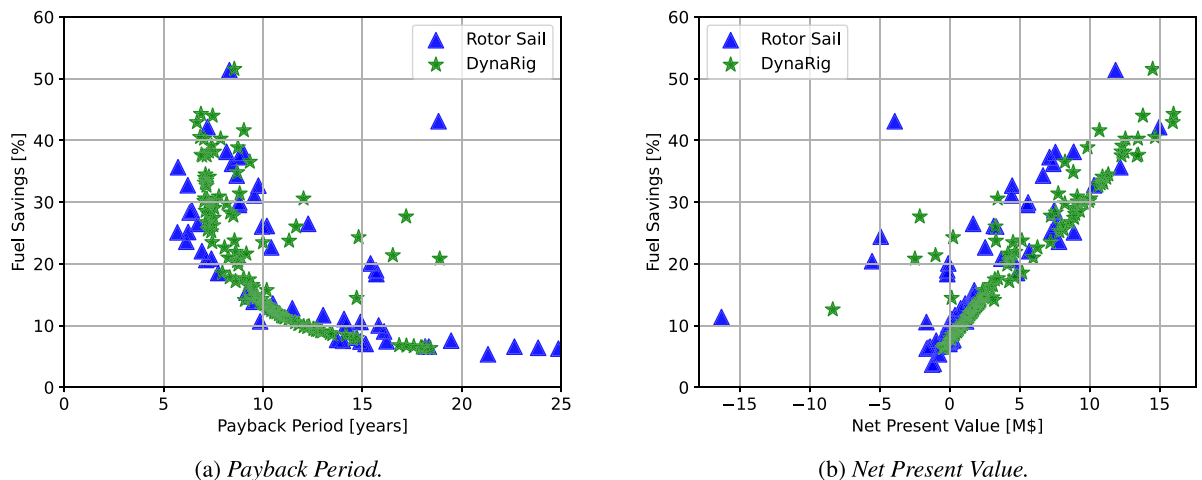 60
50
40
30
20
10
0
Fuel Savings [%]
Rotor Sail
DynaRig
0 5 10 15 20 25
Payback Period [years]
(a) Payback Period.
60
50
40
30
20
10
0
Fuel Savings [%]
Rotor Sail
DynaRig
−15 −10 −5 0 5 10 15
Net Present Value [M$]
(b) Net Present Value.